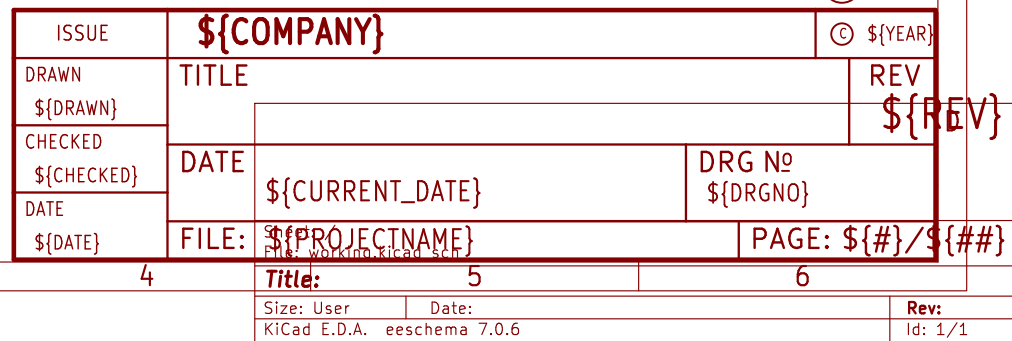 ISSUE ${COMPANY} © ${YEAR}
DRAWN TITLE REV
${DRAWN} ${REV} D
CHECKED DATE DRG Nº
${CHECKED} ${CURRENT_DATE} ${DRGNO}
DATE
${DATE} FILE: ${PROJECTNAME} PAGE: ${#}/${##}
Sheet: /
File: working.kicad_sch
4 5 6
Title:
Size: User Date: Rev:
KiCad E.D.A. eeschema 7.0.6 Id: 1/1